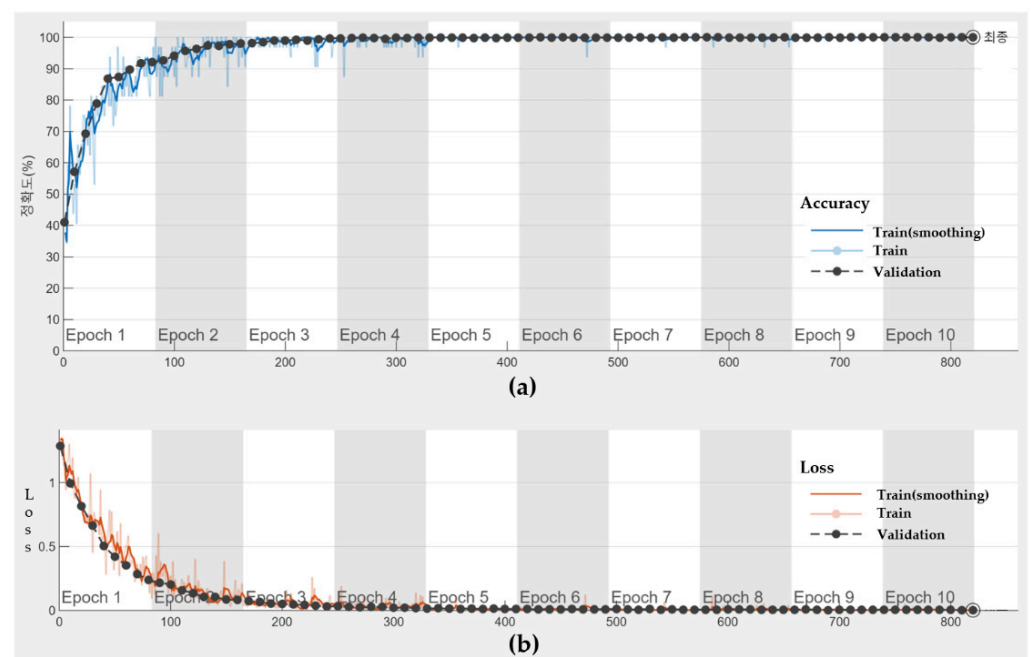 100
90
80
70
60
50
40
30
20
10
0
정확도(%)
최종
Accuracy
Train(smoothing)
Train
Validation
Epoch 1 Epoch 2 Epoch 3 Epoch 4 Epoch 5 Epoch 6 Epoch 7 Epoch 8 Epoch 9 Epoch 10
0 100 200 300 400 500 600 700 800
(a)
Loss
1
0.5
0
Loss
Train(smoothing)
Train
Validation
Epoch 1 Epoch 2 Epoch 3 Epoch 4 Epoch 5 Epoch 6 Epoch 7 Epoch 8 Epoch 9 Epoch 10
0 100 200 300 400 500 600 700 800
(b)